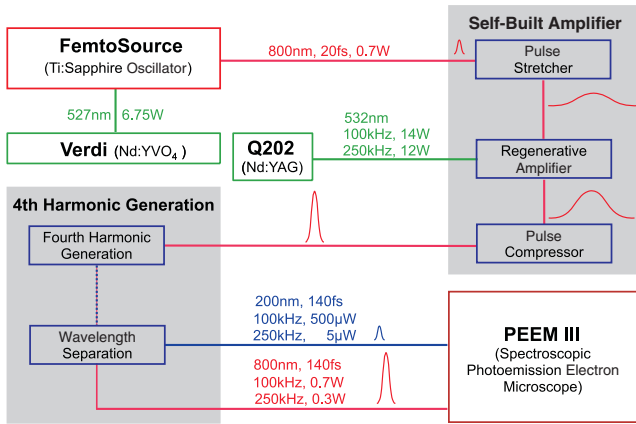 Self-Built Amplifier
FemtoSource
(Ti:Sapphire Oscillator)
800nm, 20fs, 0.7W
Pulse
Stretcher
527nm 6.75W
532nm
100kHz, 14W
250kHz, 12W
Verdi (Nd:YVO₄ )
Q202
(Nd:YAG)
Regenerative
Amplifier
4th Harmonic Generation
Fourth Harmonic
Generation
Pulse
Compressor
200nm, 140fs
100kHz, 500µW
250kHz, 5µW
Wavelength
Separation
800nm, 140fs
100kHz, 0.7W
250kHz, 0.3W
PEEM III
(Spectroscopic
Photoemission Electron
Microscope)